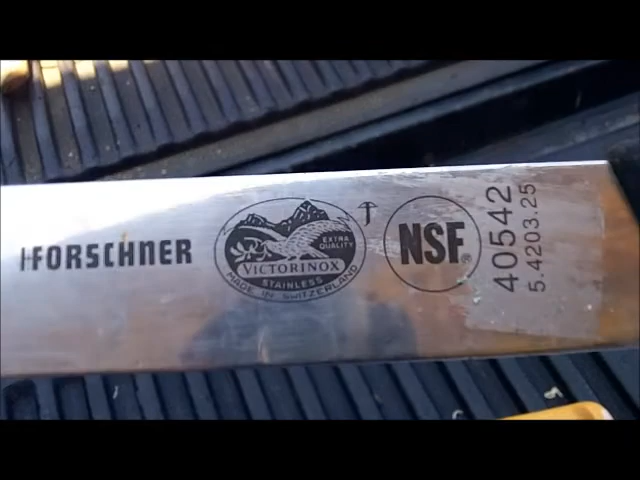 FORSCHNER
EXTRA
QUALITY
VICTORINOX
STAINLESS
MADE IN SWITZERLAND
NSF®
40542
5.4203.25